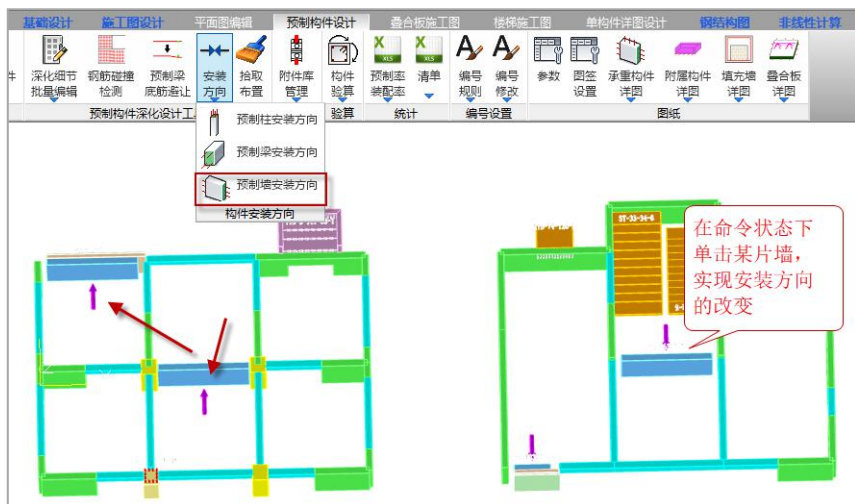 基础设计 施工图设计 平面图编辑 预制构件设计 叠合板施工图 楼梯施工图 单构件详图设计 钢结构图 非线性计算
件 深化细节 钢筋碰撞 预制梁 安装 拾取 附件库 构件 预制率 清单 编号 编号 参数 图签 承重构件 附属构件 填充墙 叠合板
批量编辑 检测 底筋避让 方向 布置 管理 验算 装配率 规则 修改 设置 详图 详图 详图 详图
预制构件深化设计工 验算 统计 编号设置 图纸
预制柱安装方向
预制梁安装方向
预制墙安装方向
构件安装方向
ST-33-34-6
在命令状态下
单击某片墙，
实现安装方向
的改变